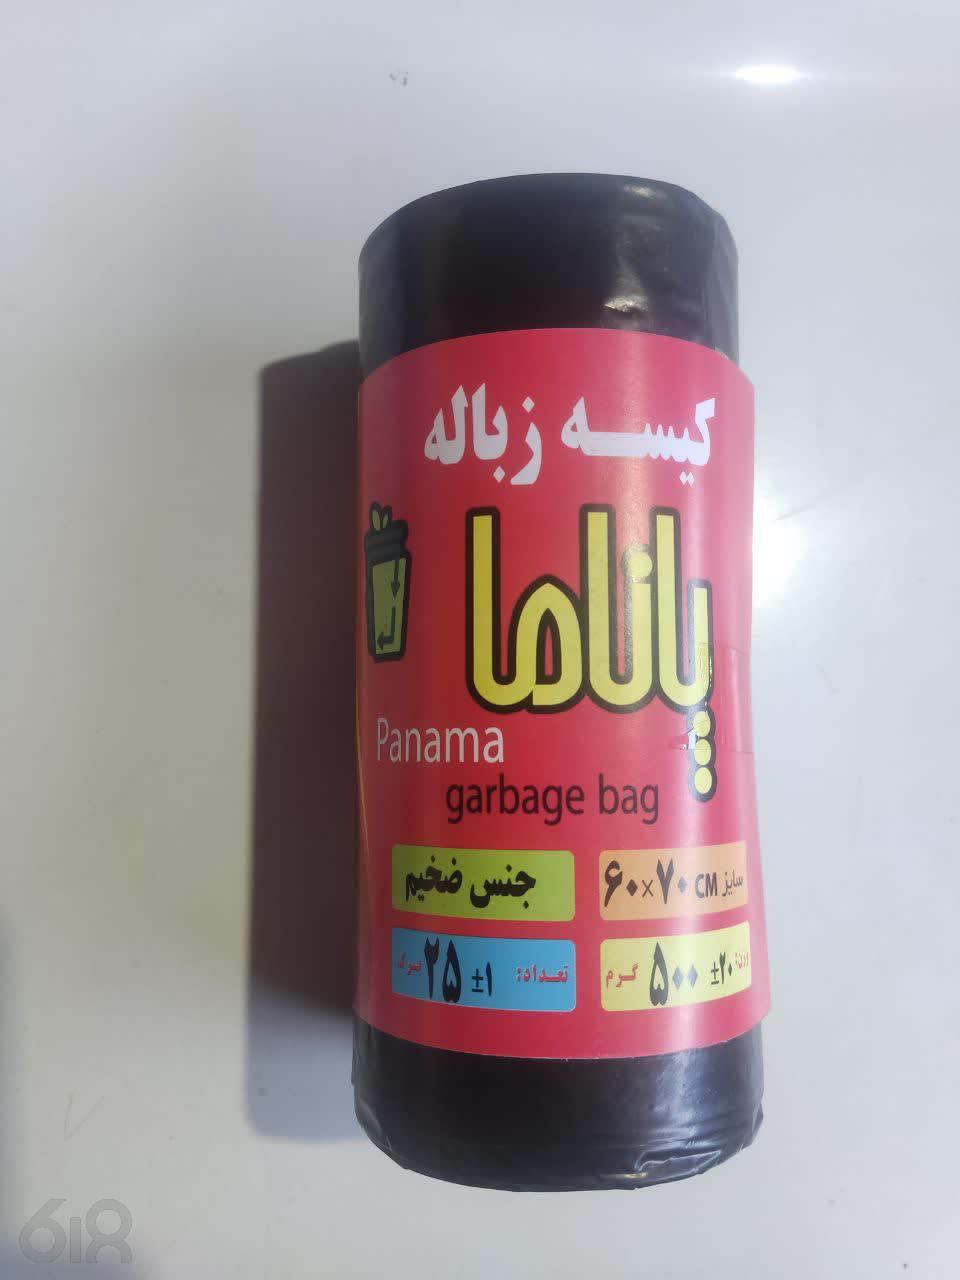 کیسه زباله
پاناما
Panama
garbage bag
سایز ۶۰×۷۰ CM
جنس ضخیم
وزن: ۵۰۰ ±۲۰ گرم
تعداد: ۲۵ ±۱ برگ